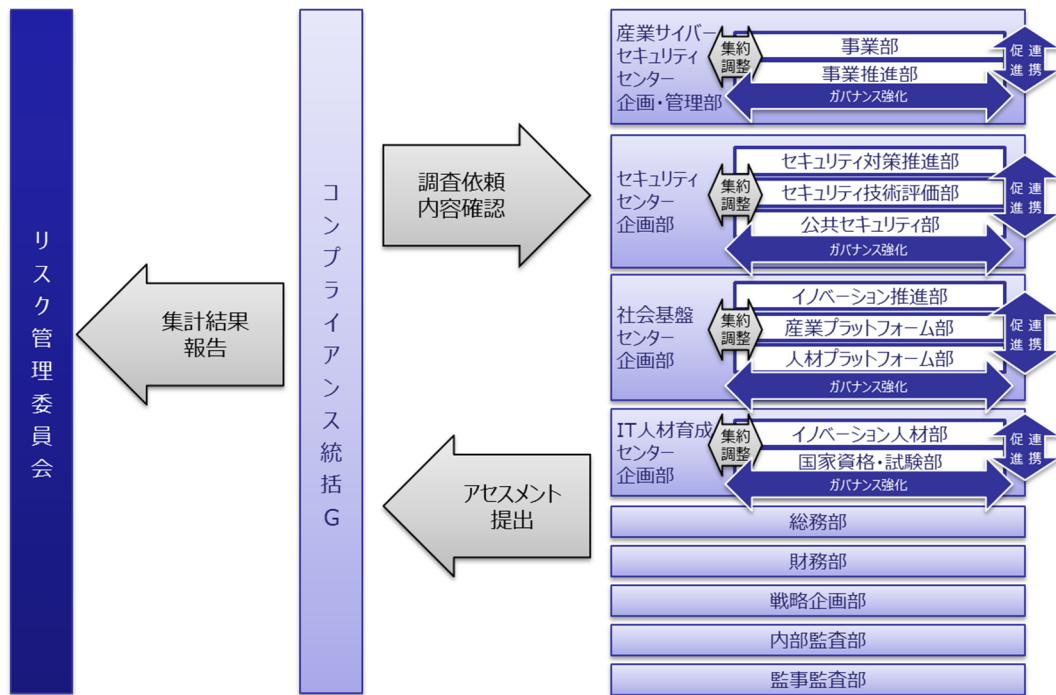 リスク管理委員会
集計結果
報告
コンプライアンス統括G
調査依頼
内容確認
アセスメント
提出
産業サイバー
セキュリティ
センター
企画・管理部
集約
調整
事業部
事業推進部
ガバナンス強化
連携
促進
セキュリティ
センター
企画部
集約
調整
セキュリティ対策推進部
セキュリティ技術評価部
公共セキュリティ部
ガバナンス強化
連携
促進
社会基盤
センター
企画部
集約
調整
イノベーション推進部
産業プラットフォーム部
人材プラットフォーム部
ガバナンス強化
連携
促進
IT人材育成
センター
企画部
集約
調整
イノベーション人材部
国家資格・試験部
ガバナンス強化
連携
促進
総務部
財務部
戦略企画部
内部監査部
監事監査部